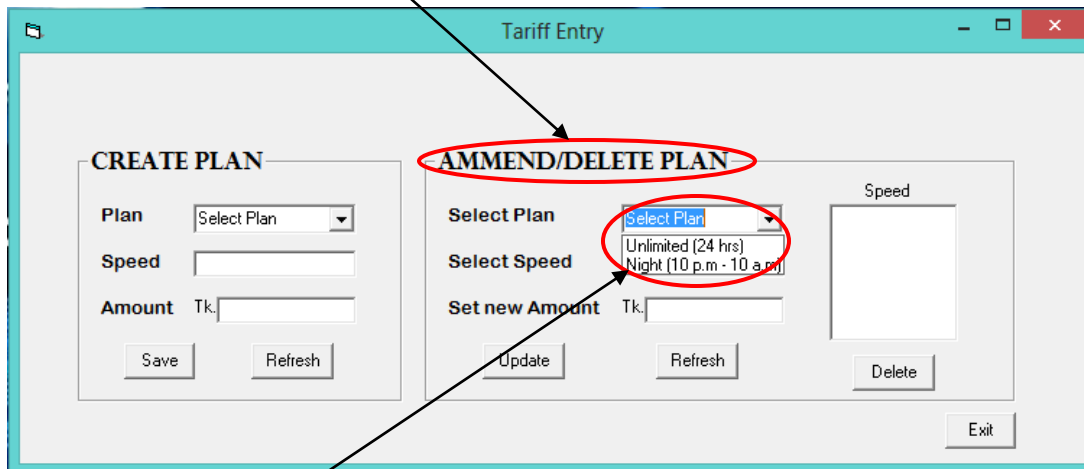 Tariff Entry
CREATE PLAN
Plan
Select Plan
Speed
Amount
Tk.
Save
Refresh
AMMEND/DELETE PLAN
Select Plan
Select Plan
Unlimited (24 hrs)
Night (10 p.m - 10 a.m)
Select Speed
Set new Amount
Tk.
Update
Refresh
Speed
Delete
Exit